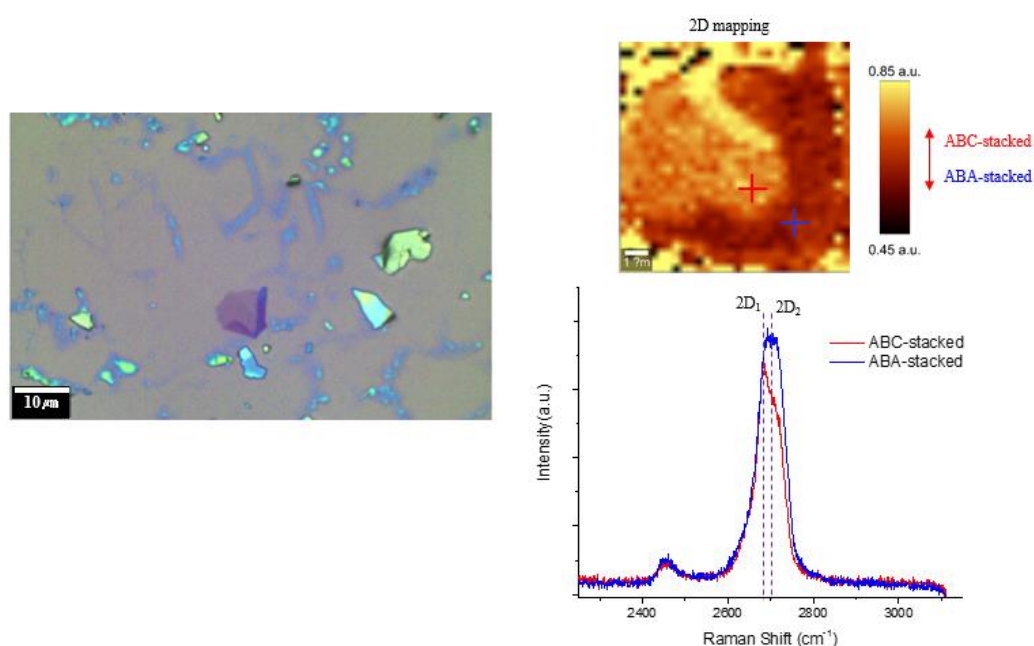 10 ㎛
2D mapping
0.85 a.u.
ABC-stacked
ABA-stacked
0.45 a.u.
1 ?m
2D₁ 2D₂
ABC-stacked
ABA-stacked
Intensity (a.u.)
2400 2600 2800 3000
Raman Shift (cm⁻¹)